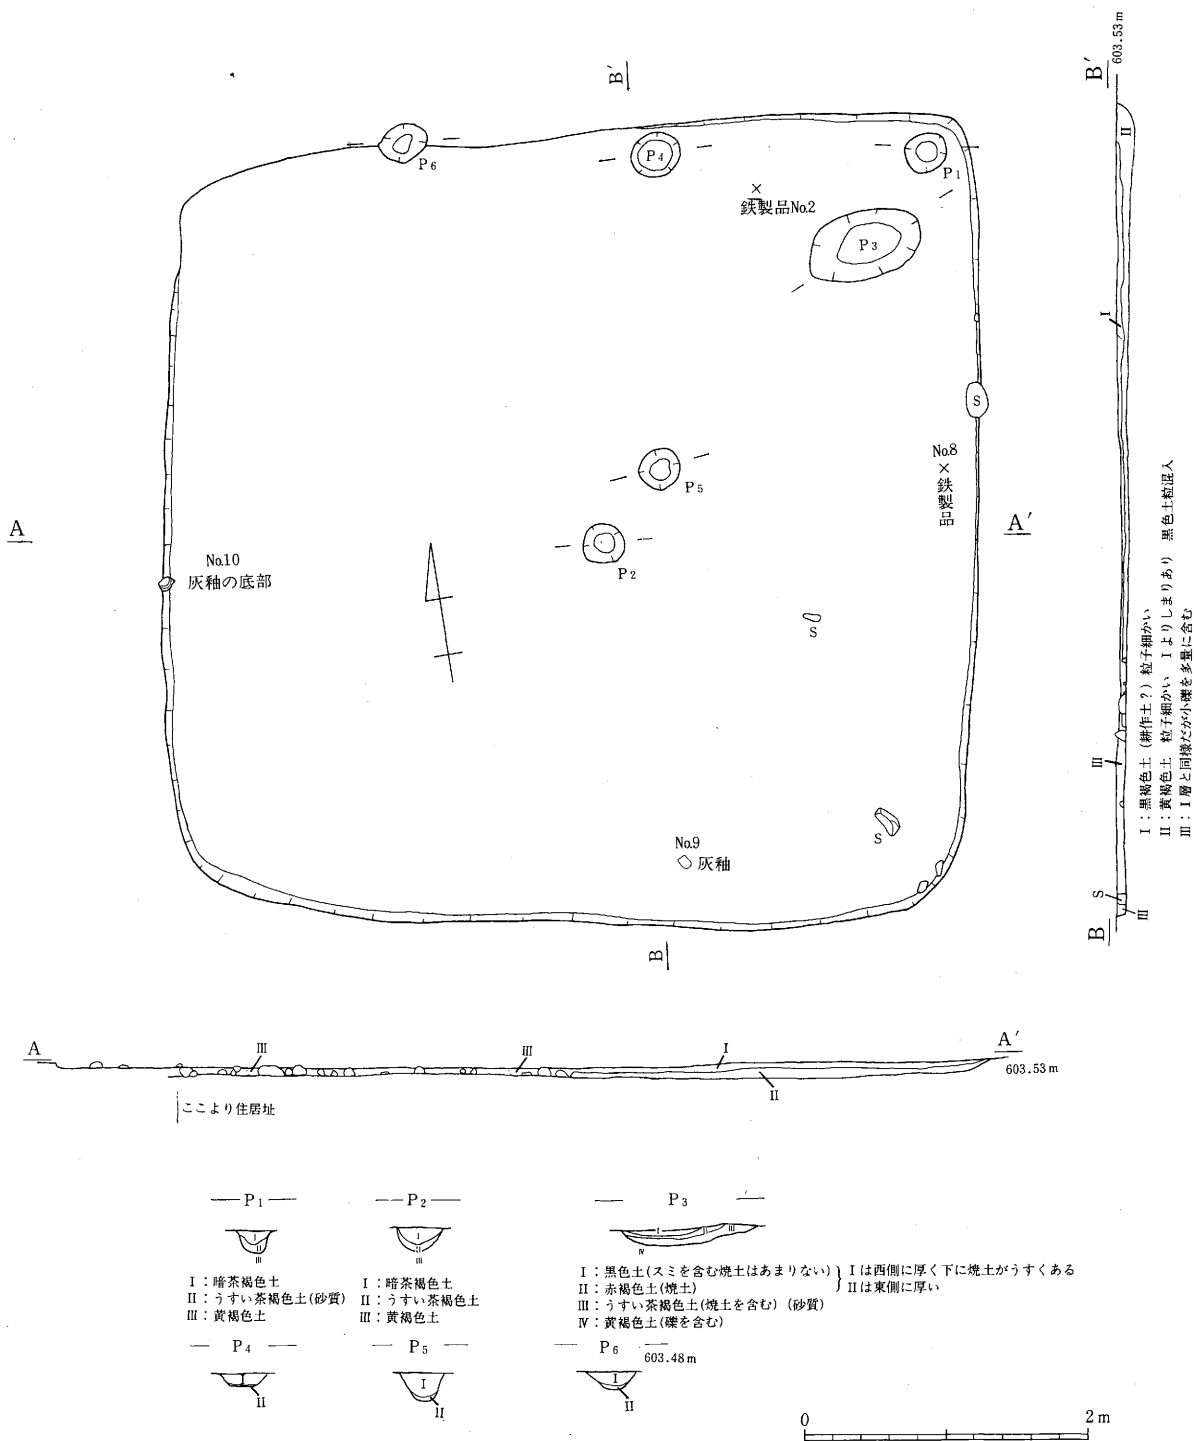 B′
B′
603.53m
II
P6
P4
P1
×
鉄製品No.2
P3
I
S
No.8
×
鉄製品
P5
A
A′
No.10
灰釉の底部
P2
S
III
S
No.9
灰釉
S
III
B
B
I：黒褐色土(耕作土？) 粒子細かい
II：黄褐色土　粒子細かい　Iよりしまりあり　黒色土粒混入
III：I層と同様だが小礫を多量に含む
A
III
III
I
A′
603.53m
II
ここより住居址
P1
P2
P3
I
II
III
I
II
III
I
II
III
IV
I：暗茶褐色土
II：うすい茶褐色土(砂質)
III：黄褐色土
I：暗茶褐色土
II：うすい茶褐色土
III：黄褐色土
I：黒色土(スミを含む焼土はあまりない)
II：赤褐色土(焼土)
Iは西側に厚く下に焼土がうすくある
IIは東側に厚い
III：うすい茶褐色土(焼土を含む) (砂質)
IV：黄褐色土(礫を含む)
P4
P5
P6
603.48m
I
II
I
II
I
II
0
2m